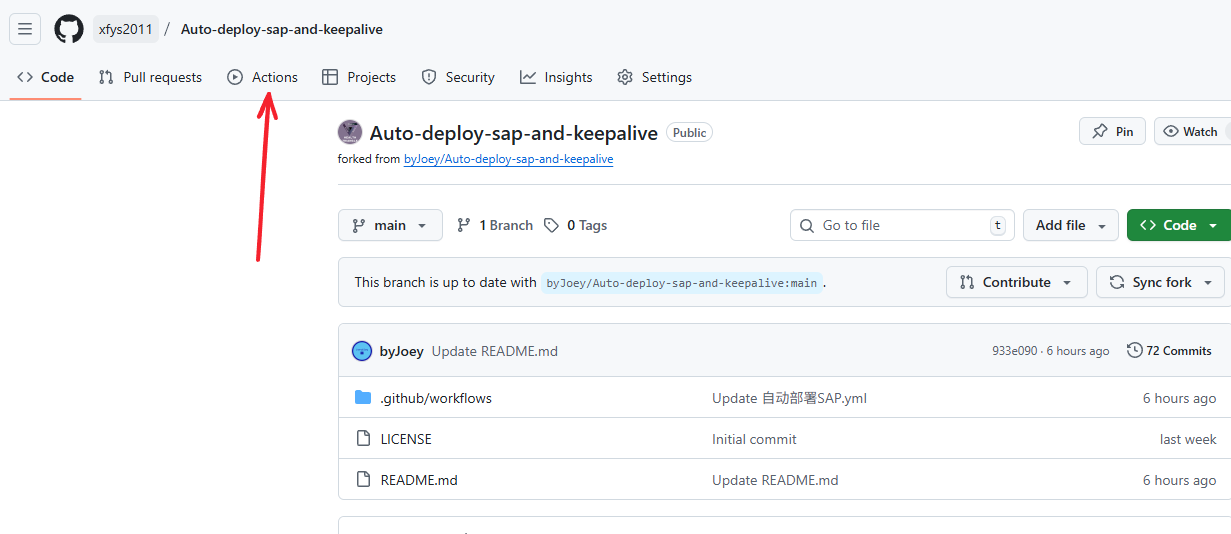 xfys2011 / Auto-deploy-sap-and-keepalive
Code Pull requests Actions Projects Security Insights Settings
Auto-deploy-sap-and-keepalive Public Pin Watch
forked from byJoey/Auto-deploy-sap-and-keepalive
main 1 Branch 0 Tags Go to file t Add file Code
This branch is up to date with byJoey/Auto-deploy-sap-and-keepalive:main . Contribute Sync fork
byJoey Update README.md 933e090 · 6 hours ago 72 Commits
.github/workflows Update 自动部署SAP.yml 6 hours ago
LICENSE Initial commit last week
README.md Update README.md 6 hours ago